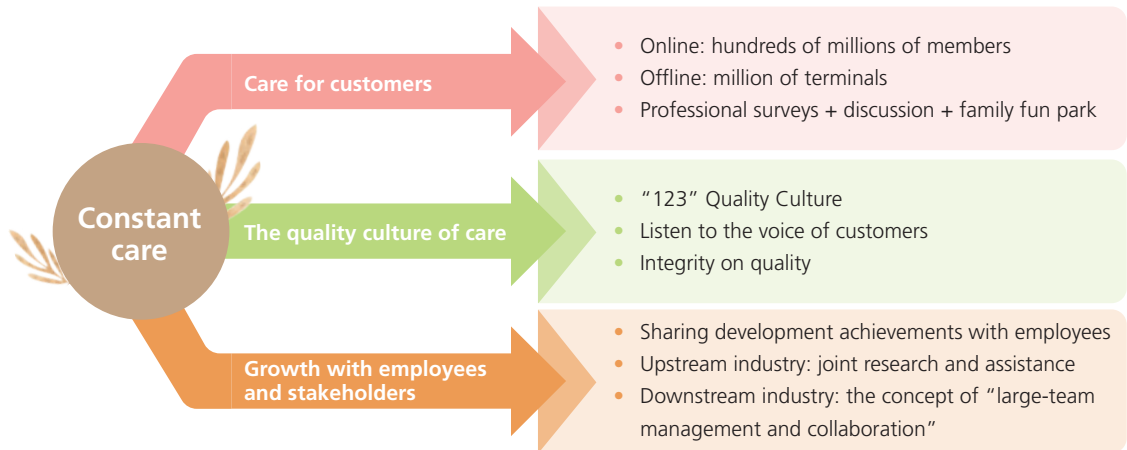 Constant
care
Care for customers
• Online: hundreds of millions of members
• Offline: million of terminals
• Professional surveys + discussion + family fun park
The quality culture of care
• “123” Quality Culture
• Listen to the voice of customers
• Integrity on quality
Growth with employees
and stakeholders
• Sharing development achievements with employees
• Upstream industry: joint research and assistance
• Downstream industry: the concept of “large-team
management and collaboration”